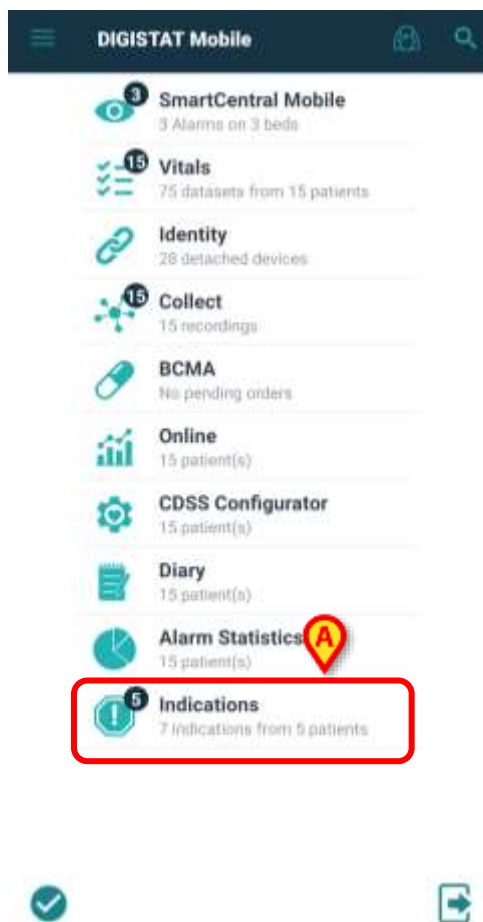 DIGISTAT Mobile
3
SmartCentral Mobile
3 Alarms on 3 beds
15
Vitals
75 datasets from 15 patients
Identity
28 detached devices
15
Collect
15 recordings
BCMA
No pending orders
Online
15 patient(s)
CDSS Configurator
15 patient(s)
Diary
15 patient(s)
Alarm Statistics
A
15 patient(s)
5
Indications
7 Indications from 5 patients